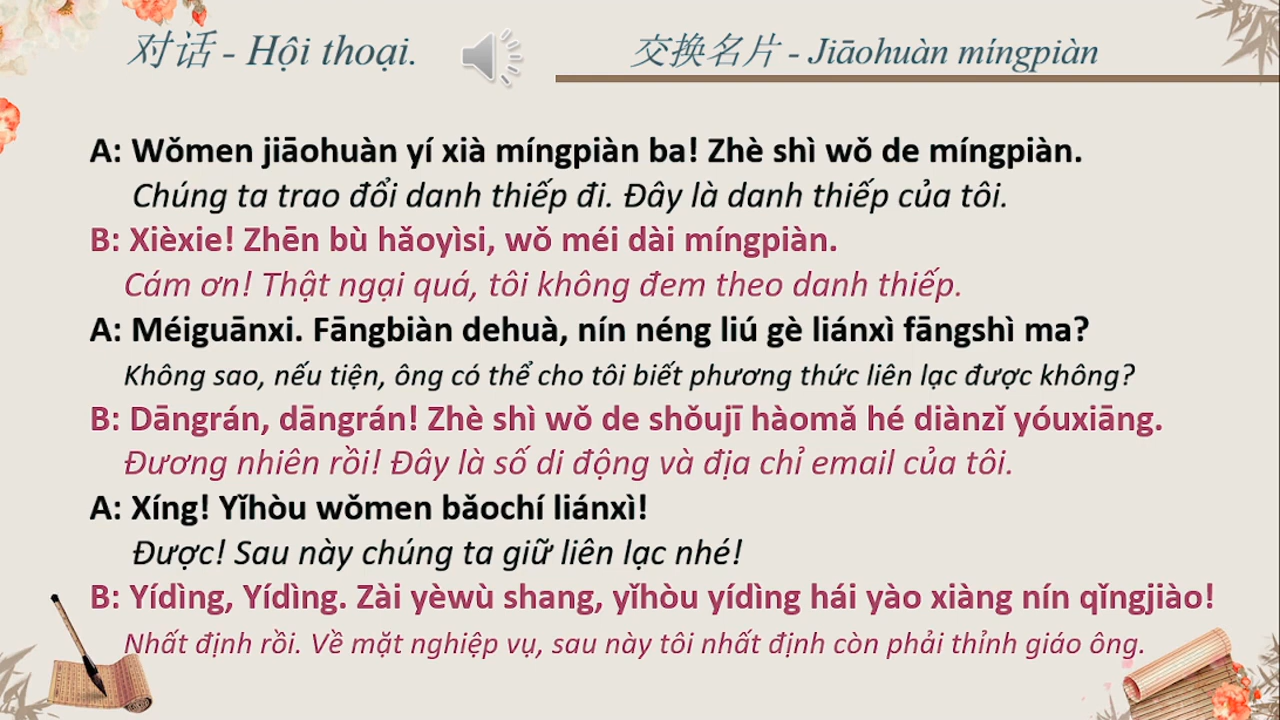 对话 - Hội thoại.
交换名片 - Jiāohuàn míngpiàn
A: Wǒmen jiāohuàn yí xià míngpiàn ba! Zhè shì wǒ de míngpiàn.
Chúng ta trao đổi danh thiếp đi. Đây là danh thiếp của tôi.
B: Xièxie! Zhēn bù hǎoyìsi, wǒ méi dài míngpiàn.
Cám ơn! Thật ngại quá, tôi không đem theo danh thiếp.
A: Méiguānxi. Fāngbiàn dehuà, nín néng liú gè liánxì fāngshì ma?
Không sao, nếu tiện, ông có thể cho tôi biết phương thức liên lạc được không?
B: Dāngrán, dāngrán! Zhè shì wǒ de shǒujī hàomǎ hé diànzǐ yóuxiāng.
Đương nhiên rồi! Đây là số di động và địa chỉ email của tôi.
A: Xíng! Yǐhòu wǒmen bǎochí liánxì!
Được! Sau này chúng ta giữ liên lạc nhé!
B: Yídìng, Yídìng. Zài yèwù shang, yǐhòu yídìng hái yào xiàng nín qǐngjiào!
Nhất định rồi. Về mặt nghiệp vụ, sau này tôi nhất định còn phải thỉnh giáo ông.